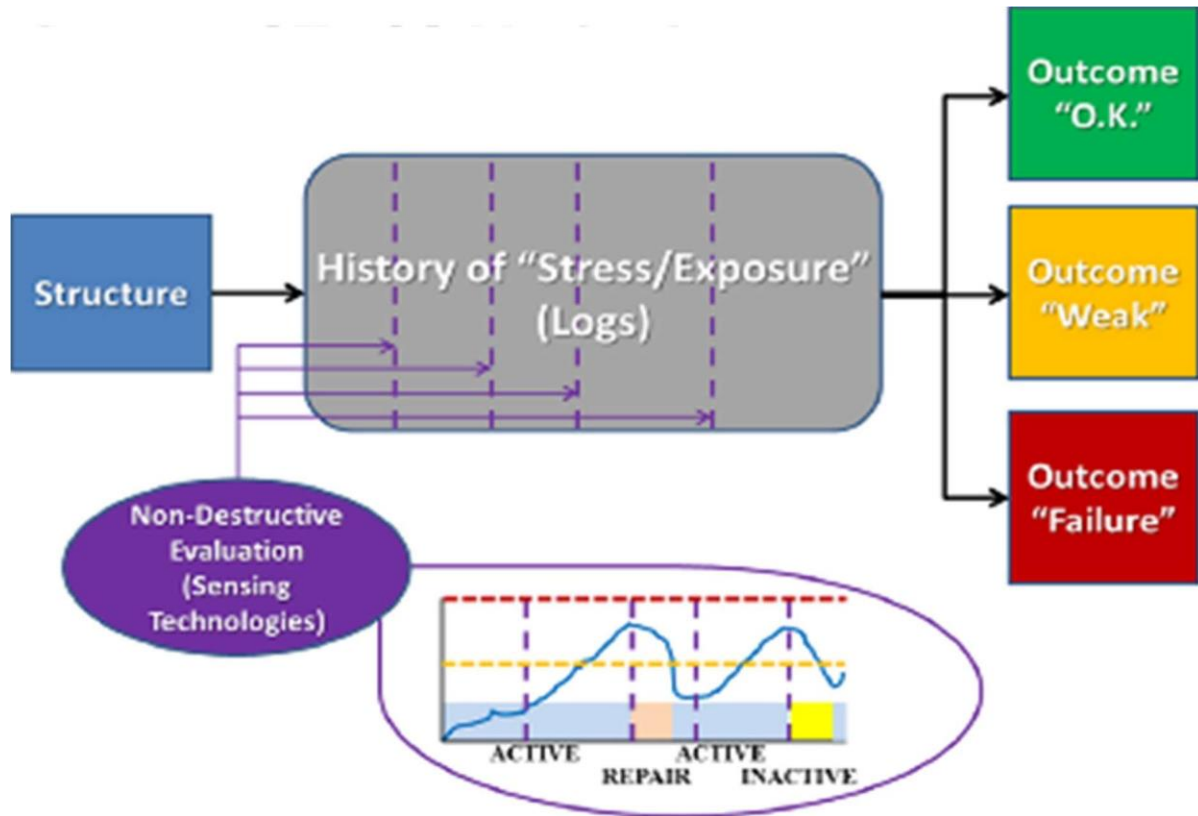 Structure
History of “Stress/Exposure”
(Logs)
Outcome
“O.K.”
Outcome
“Weak”
Outcome
“Failure”
Non-Destructive
Evaluation
(Sensing
Technologies)
ACTIVE
ACTIVE
REPAIR
INACTIVE